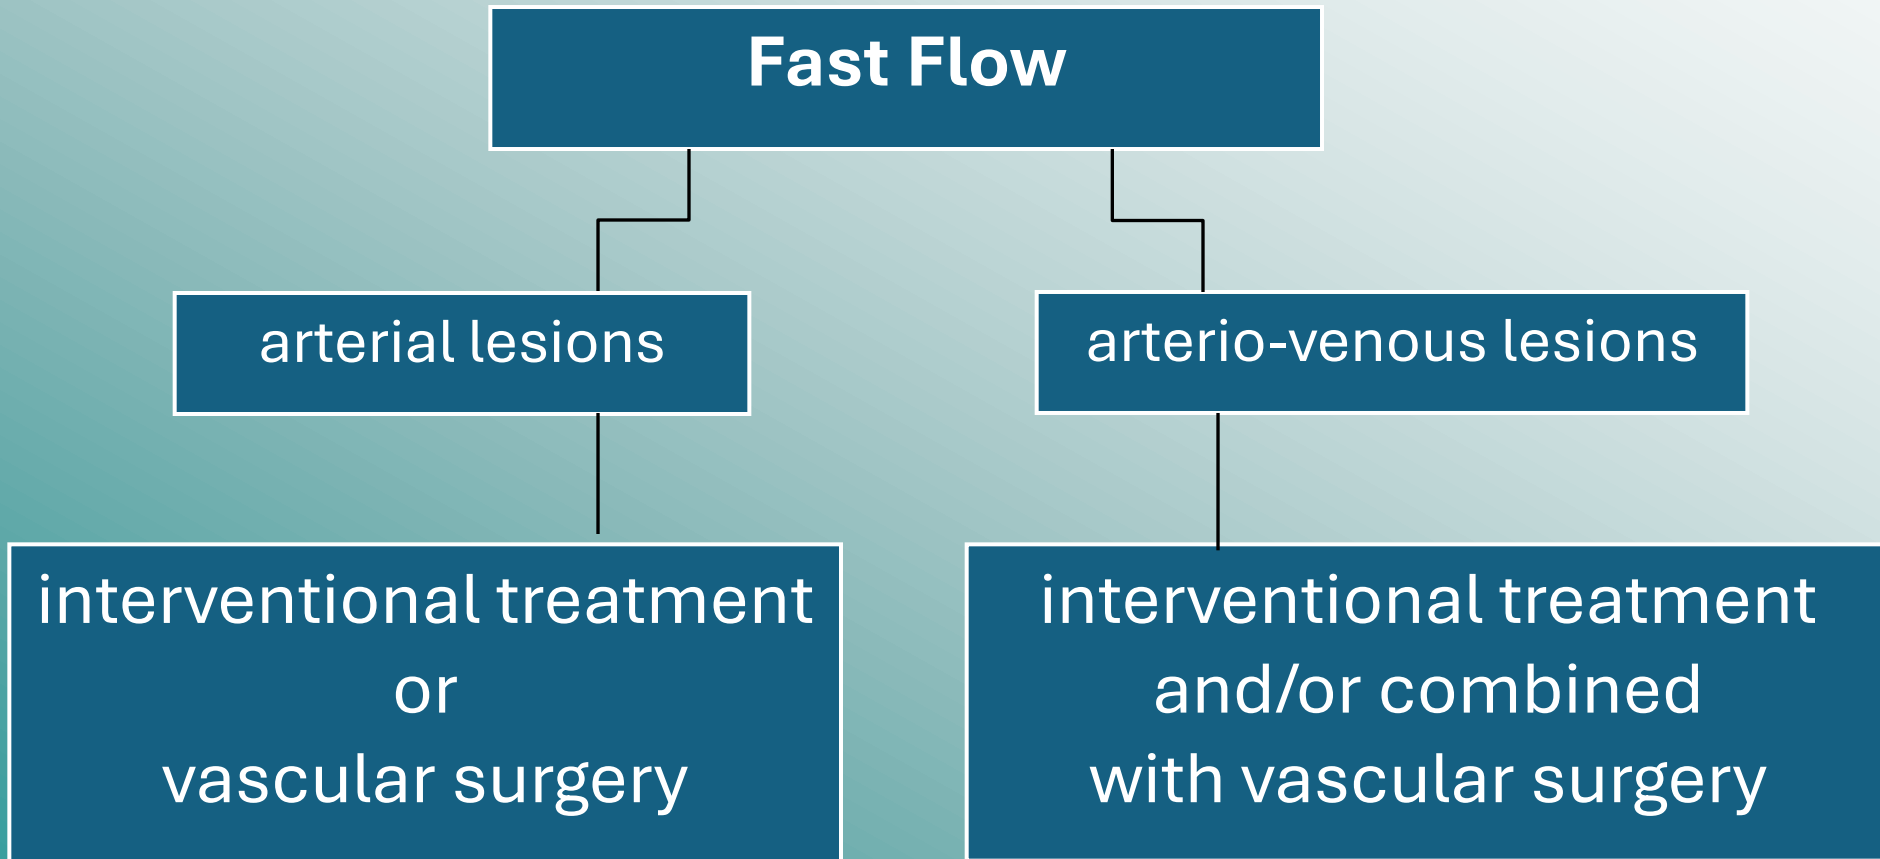 Fast Flow
arterial lesions
arterio-venous lesions
interventional treatment
or
vascular surgery
interventional treatment
and/or combined
with vascular surgery